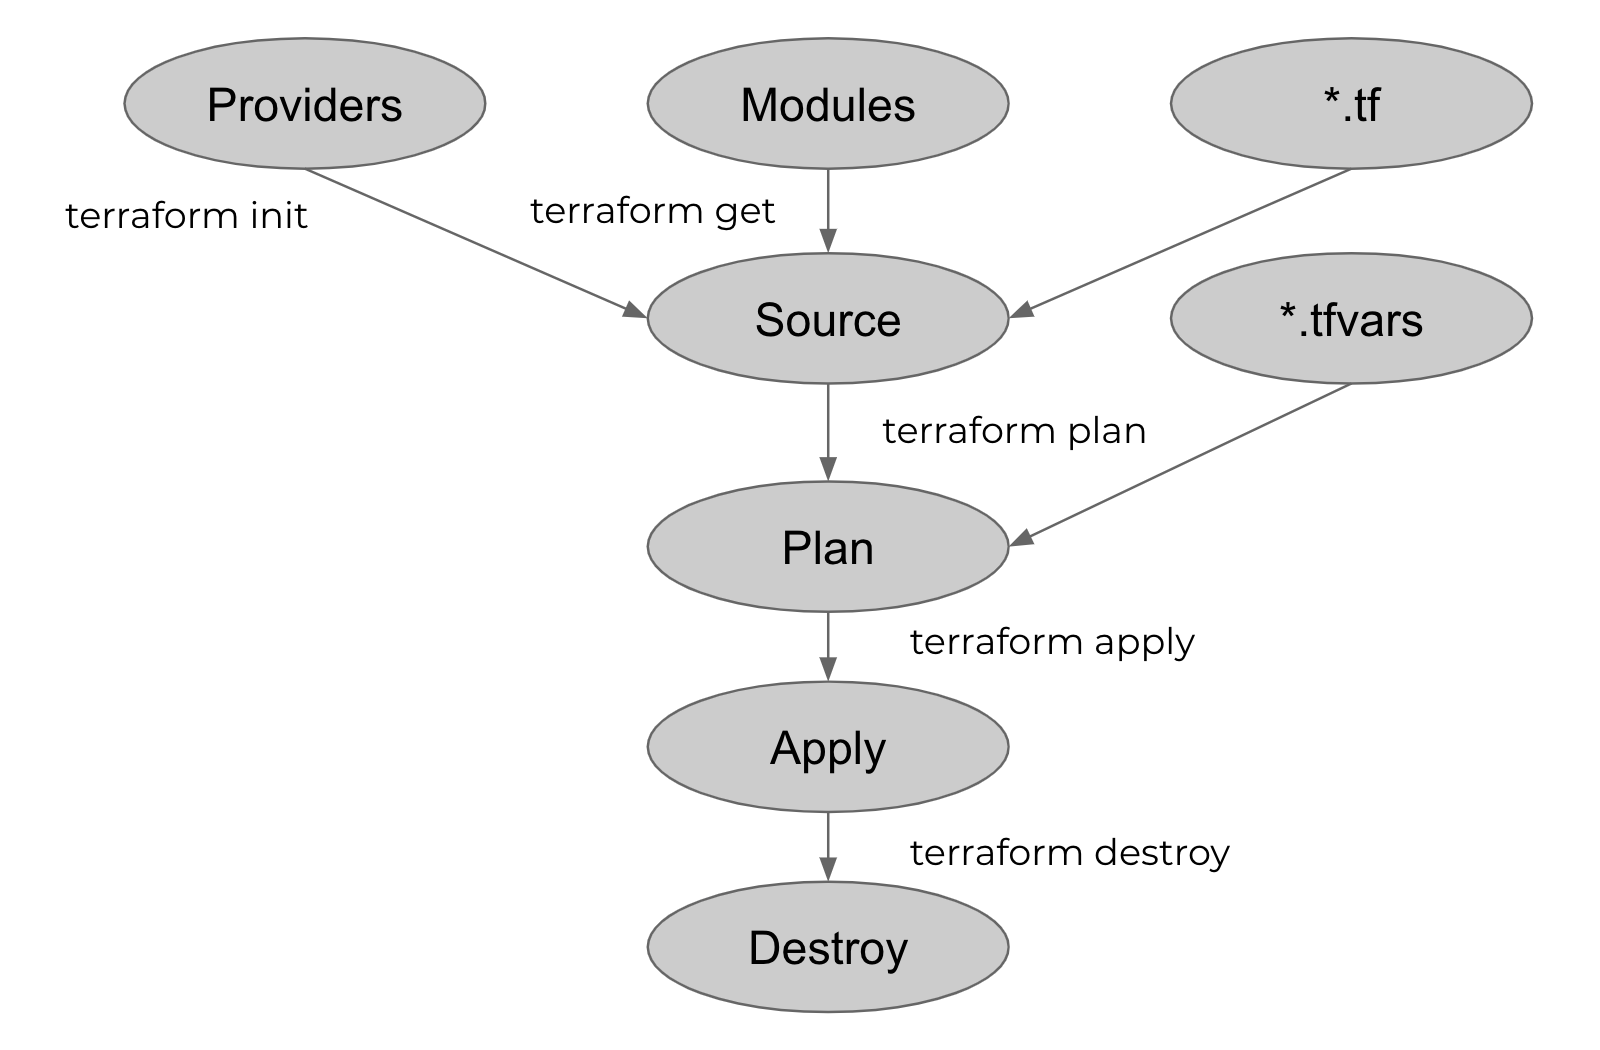 Providers
Modules
*.tf
terraform init
terraform get
Source
*.tfvars
terraform plan
Plan
terraform apply
Apply
terraform destroy
Destroy